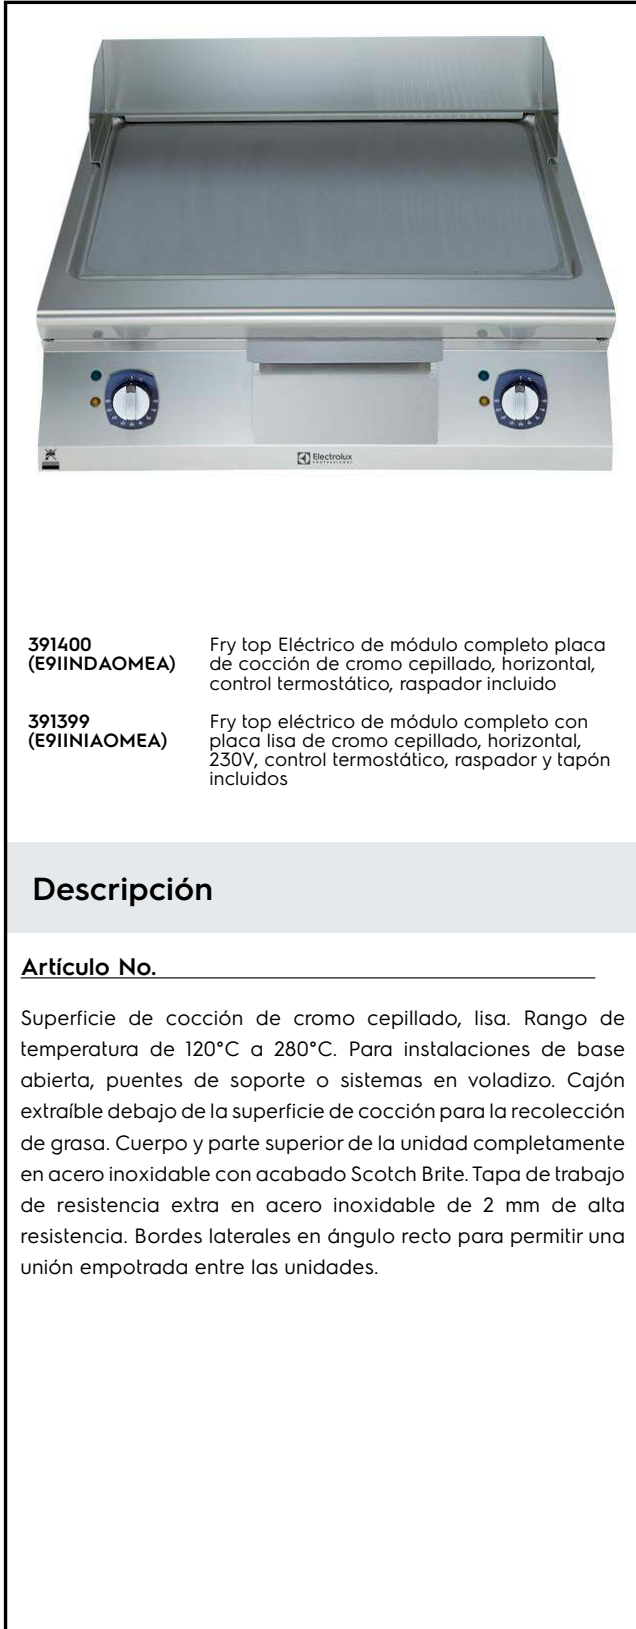 Electrolux
PROFESSIONAL
391400
(E9IINDAOMEA)
Fry top Eléctrico de módulo completo placa
de cocción de cromo cepillado, horizontal,
control termostático, raspador incluido
391399
(E9IINIAOMEA)
Fry top eléctrico de módulo completo con
placa lisa de cromo cepillado, horizontal,
230V, control termostático, raspador y tapón
incluidos
Descripción
Artículo No.
Superficie de cocción de cromo cepillado, lisa. Rango de
temperatura de 120°C a 280°C. Para instalaciones de base
abierta, puentes de soporte o sistemas en voladizo. Cajón
extraíble debajo de la superficie de cocción para la recolección
de grasa. Cuerpo y parte superior de la unidad completamente
en acero inoxidable con acabado Scotch Brite. Tapa de trabajo
de resistencia extra en acero inoxidable de 2 mm de alta
resistencia. Bordes laterales en ángulo recto para permitir una
unión empotrada entre las unidades.